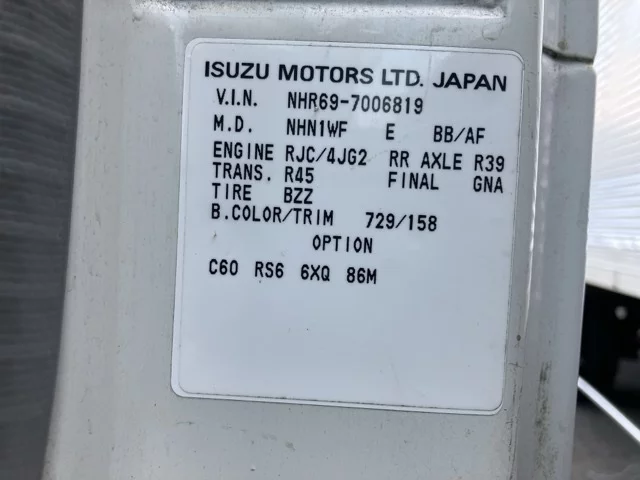 ISUZU MOTORS LTD. JAPAN
V.I.N. NHR69-7006819
M.D. NHN1WF E BB/AF
ENGINE RJC/4JG2 RR AXLE R39
TRANS. R45 FINAL GNA
TIRE BZZ
B.COLOR/TRIM 729/158
OPTION
C60 RS6 6XQ 86M